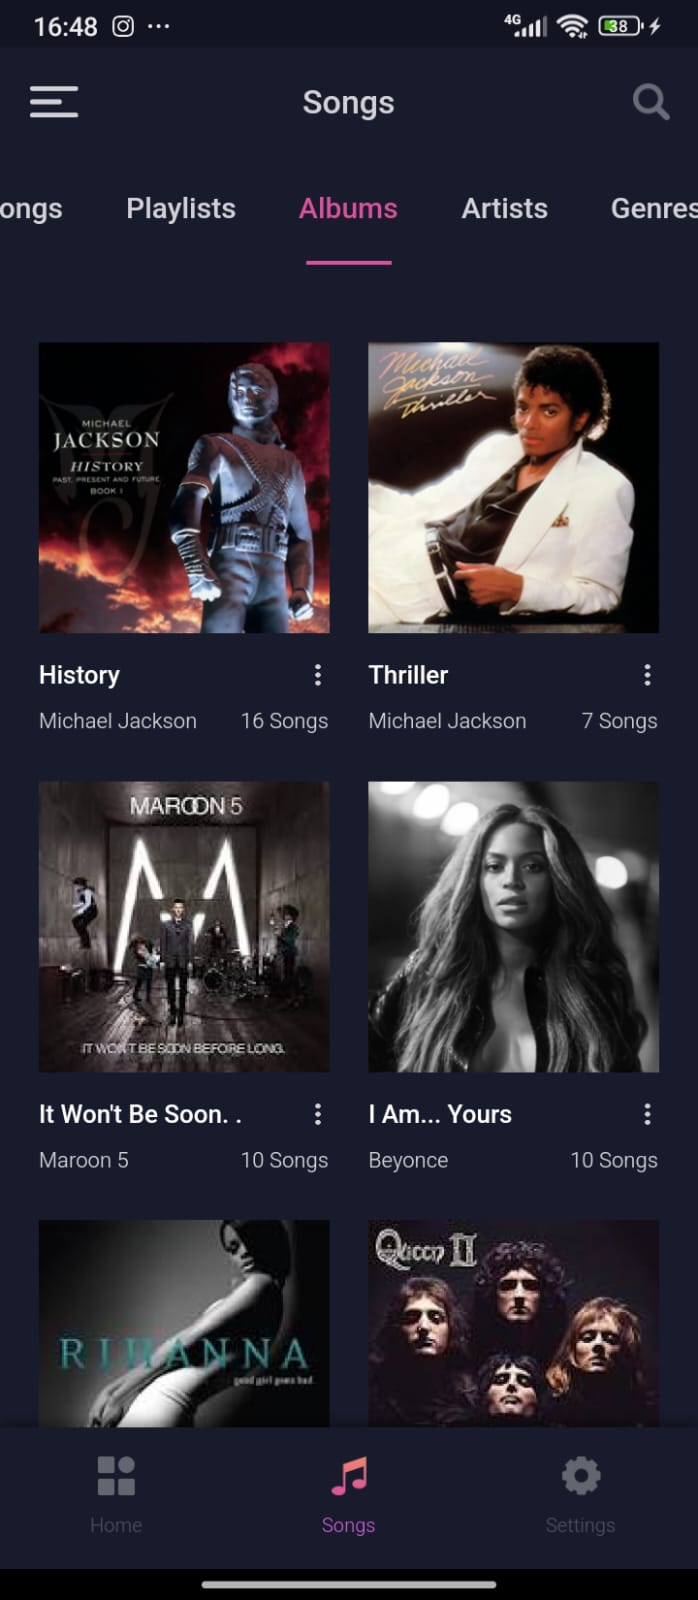 16:48
4G
38
Songs
ongs Playlists Albums Artists Genres
MICHAEL
JACKSON
HISTORY
PAST, PRESENT AND FUTURE
BOOK I
Michael
Jackson
Thriller
History
Michael Jackson 16 Songs
Thriller
Michael Jackson 7 Songs
MAROON 5
IT WON'T BE SOON BEFORE LONG.
It Won't Be Soon. .
Maroon 5 10 Songs
I Am... Yours
Beyonce 10 Songs
RIHANNA
good girl gone bad
Queen II
Home Songs Settings